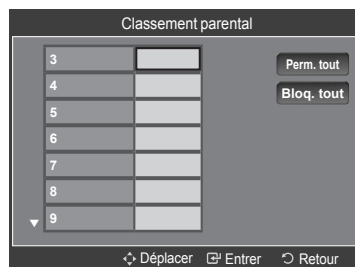 Classement parental
3
Perm. tout
4
Bloq. tout
5
6
7
8
9
Déplacer Entrer Retour